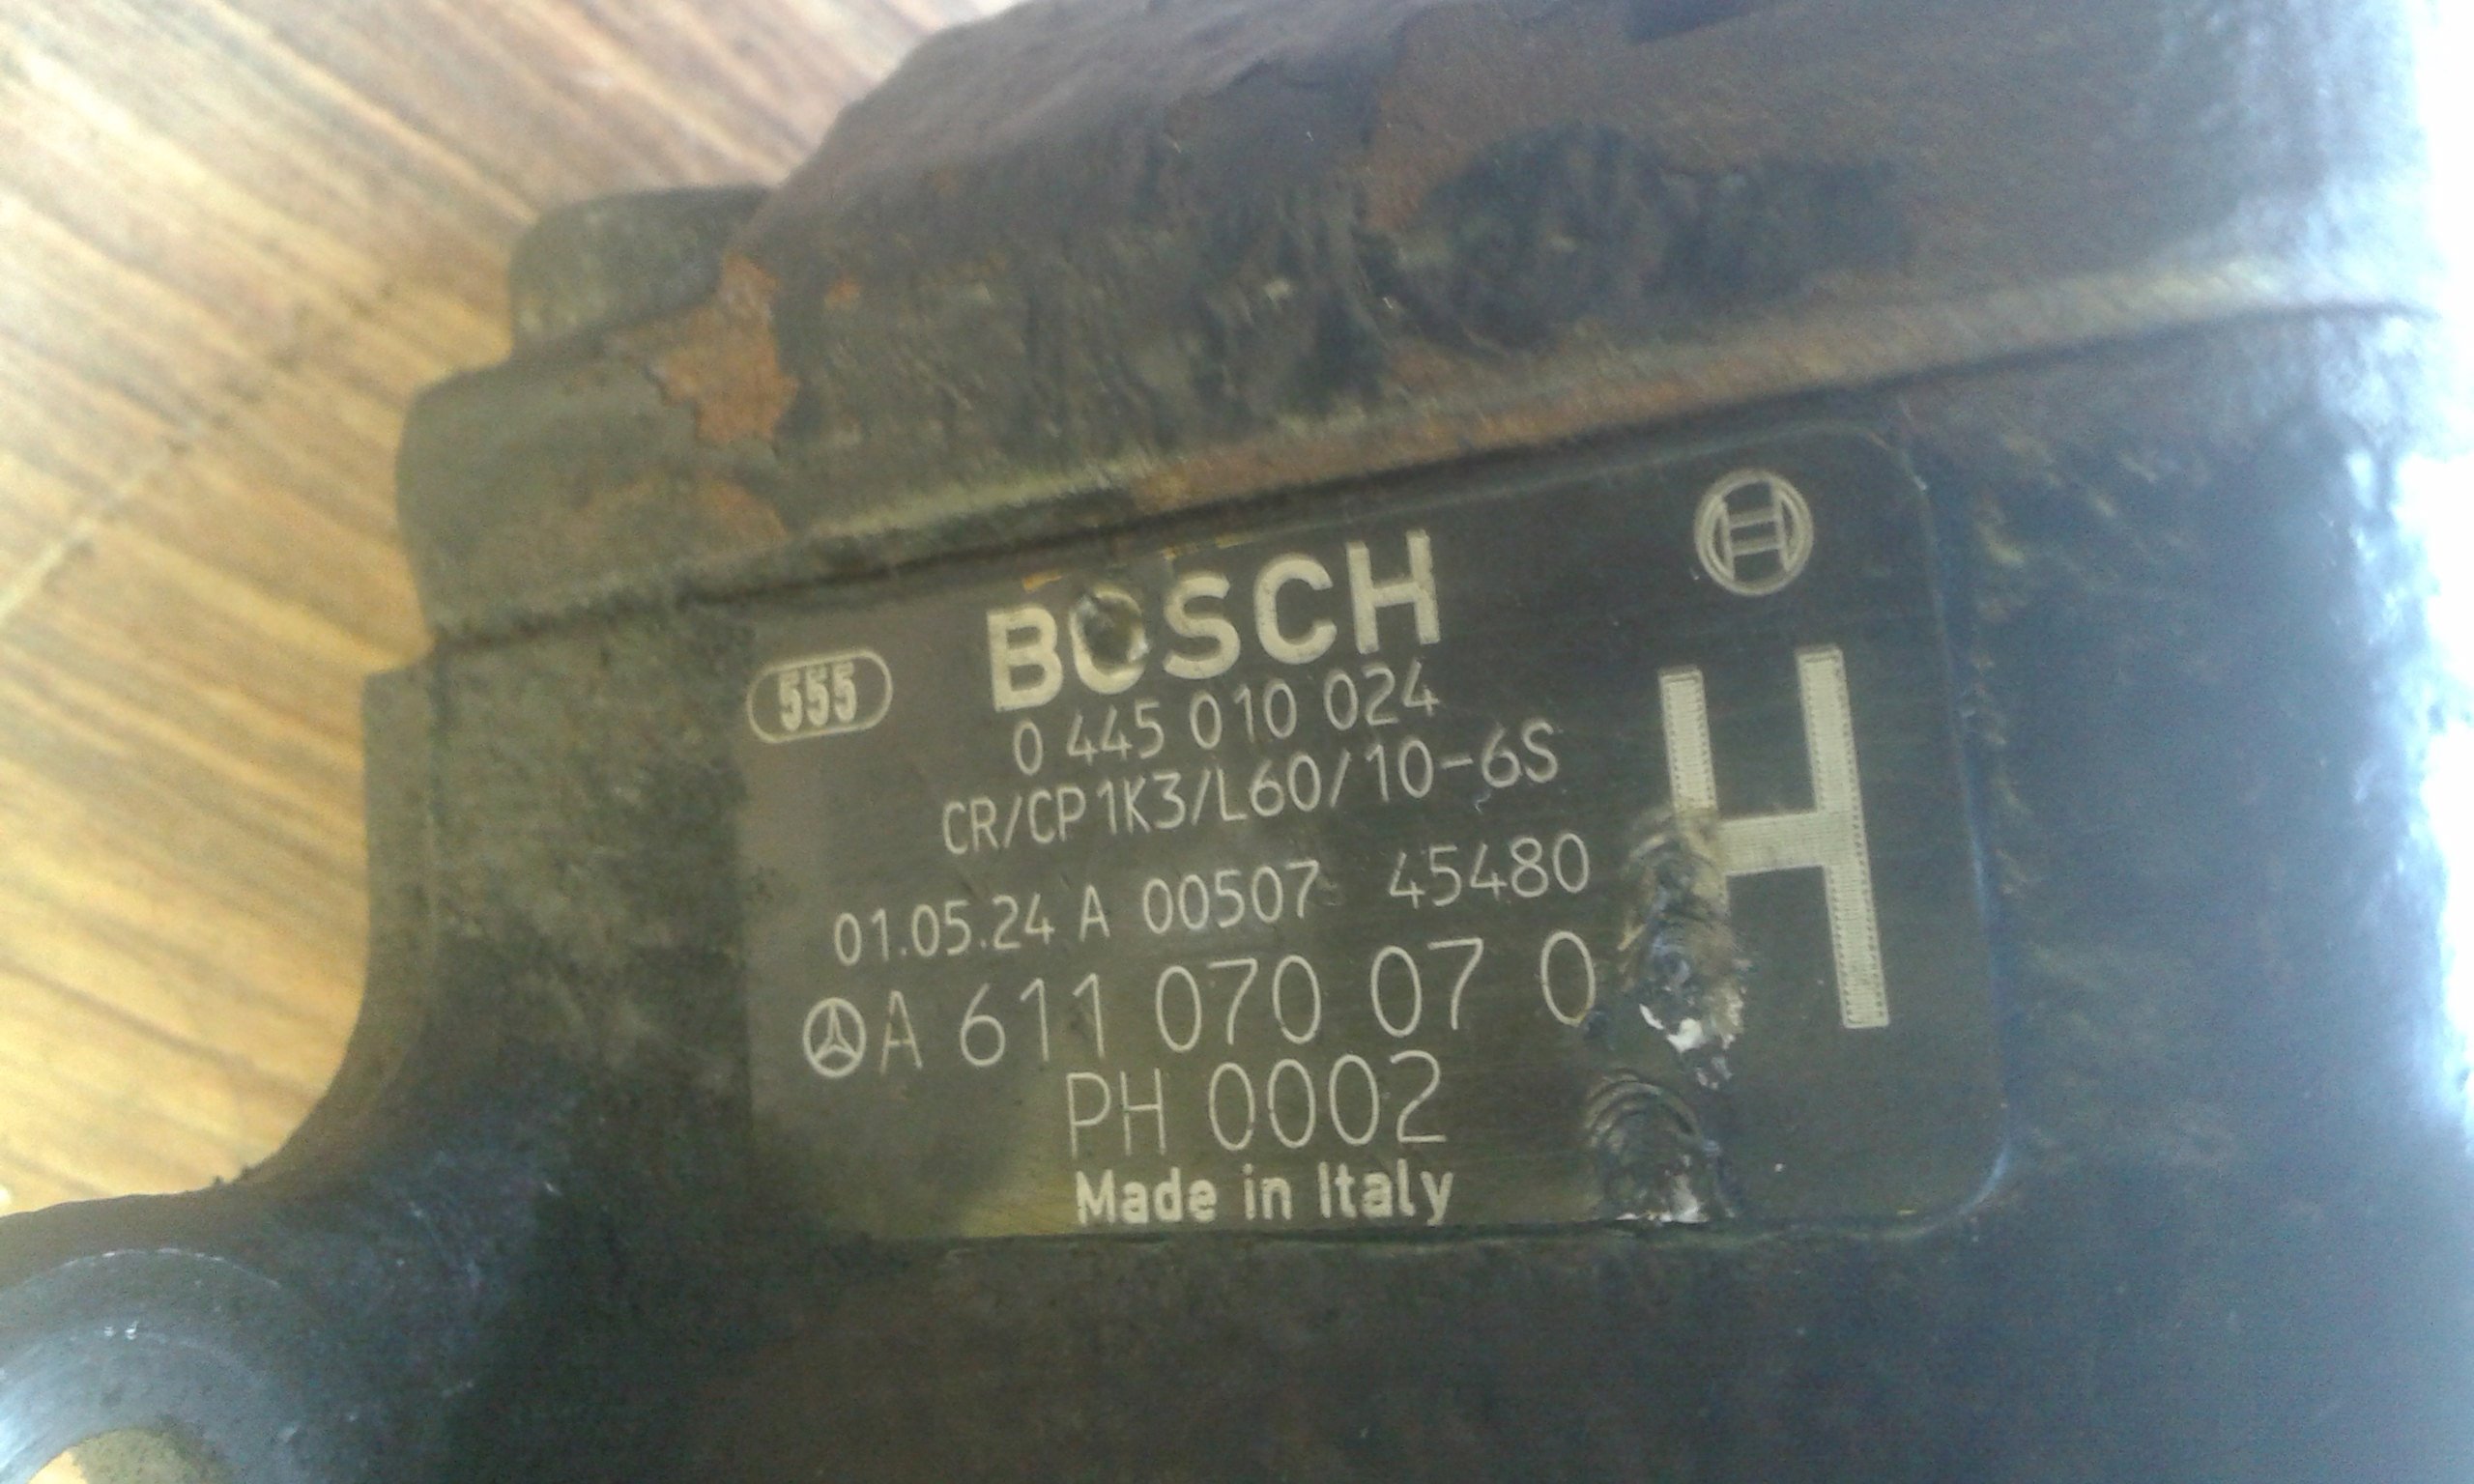 BOSCH
555
0 445 010 024
H
CR/CP1K3/L60/10-6S
01.05.24 A 00507 45480
A 611 070 07 0
PH 0002
Made in Italy